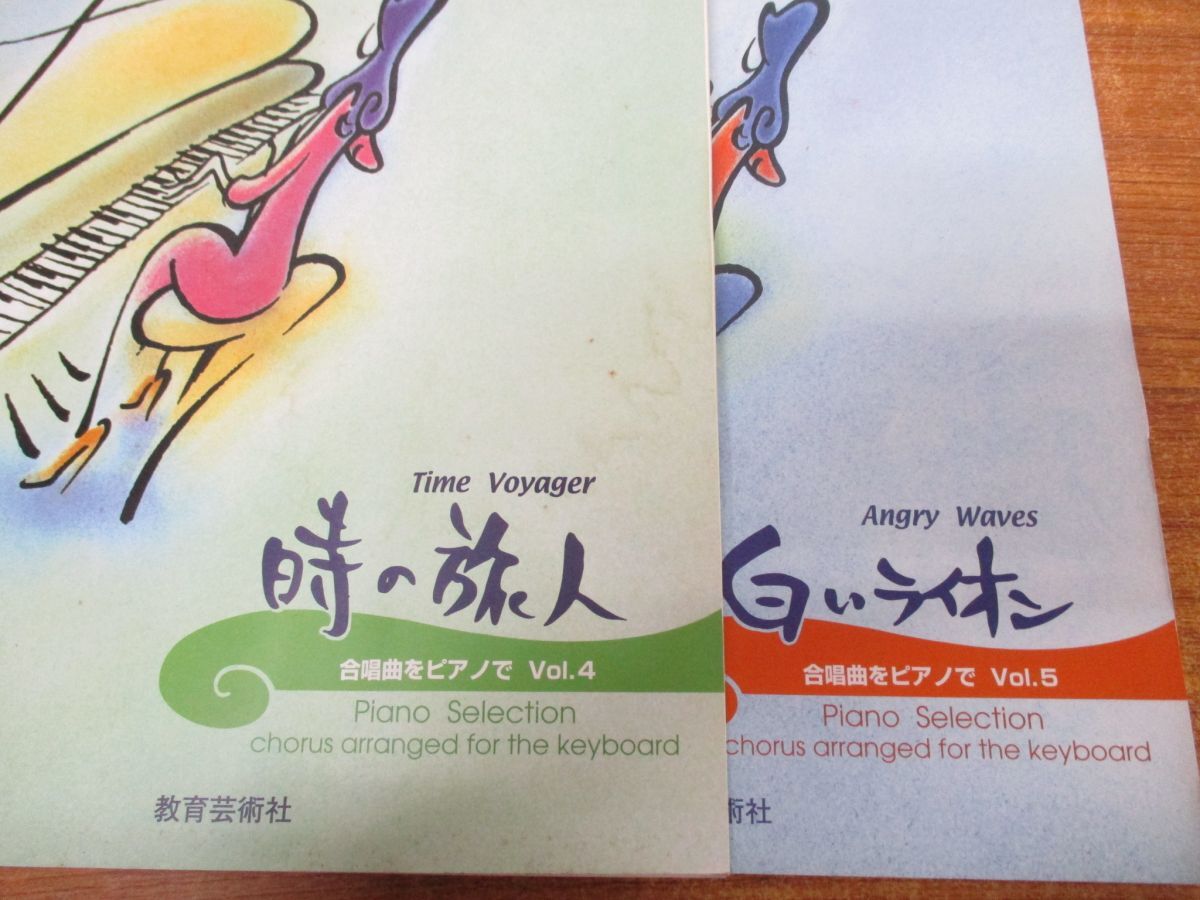 Time Voyager
時の旅人
合唱曲をピアノで Vol.4
Piano Selection
chorus arranged for the keyboard
教育芸術社
Angry Waves
白いライオン
合唱曲をピアノで Vol.5
Piano Selection
chorus arranged for the keyboard
術社